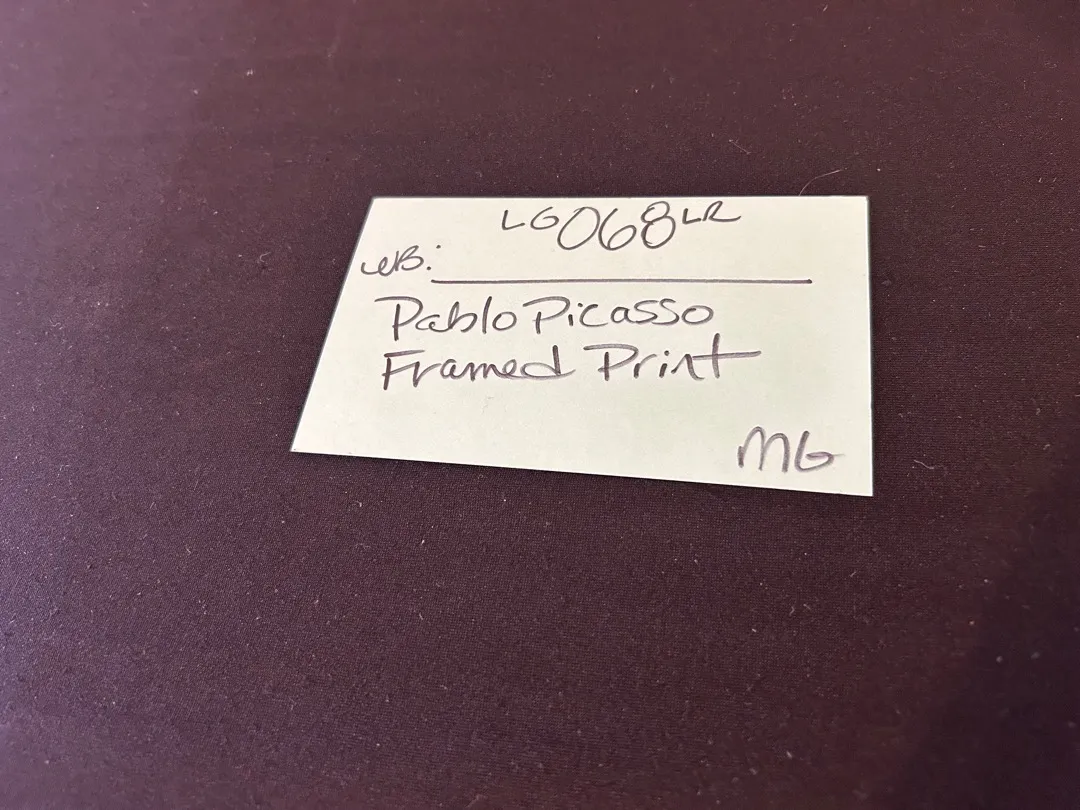 LG068LR
WB:
Pablo Picasso
Framed Print
MG